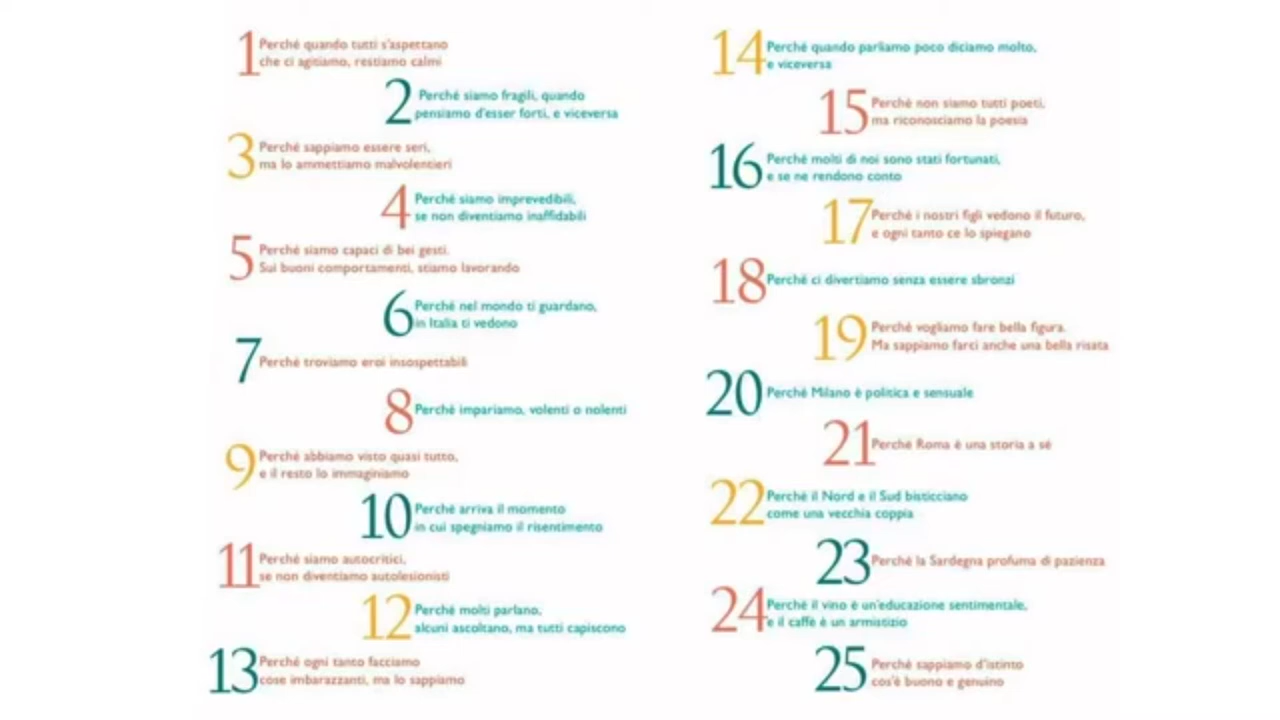 1 Perché quando tutti s'aspettano
che ci agitiamo, restiamo calmi
2 Perché siamo fragili, quando
pensiamo d'esser forti, e viceversa
3 Perché sappiamo essere seri,
ma lo ammettiamo malvolentieri
4 Perché siamo imprevedibili,
se non diventiamo inaffidabili
5 Perché siamo capaci di bei gesti.
Sui buoni comportamenti, stiamo lavorando
6 Perché nel mondo ti guardano,
in Italia ti vedono
7 Perché troviamo eroi insospettabili
8 Perché impariamo, volenti o nolenti
9 Perché abbiamo visto quasi tutto,
e il resto lo immaginiamo
10 Perché arriva il momento
in cui spegniamo il risentimento
11 Perché siamo autocritici,
se non diventiamo autolesionisti
12 Perché molti parlano,
alcuni ascoltano, ma tutti capiscono
13 Perché ogni tanto facciamo
cose imbarazzanti, ma lo sappiamo
14 Perché quando parliamo poco diciamo molto,
e viceversa
15 Perché non siamo tutti poeti,
ma riconosciamo la poesia
16 Perché molti di noi sono stati fortunati,
e se ne rendono conto
17 Perché i nostri figli vedono il futuro,
e ogni tanto ce lo spiegano
18 Perché ci divertiamo senza essere sbronzi
19 Perché vogliamo fare bella figura.
Ma sappiamo farci anche una bella risata
20 Perché Milano è politica e sensuale
21 Perché Roma è una storia a sé
22 Perché il Nord e il Sud bisticciano
come una vecchia coppia
23 Perché la Sardegna profuma di pazienza
24 Perché il vino è un'educazione sentimentale,
e il caffè è un armistizio
25 Perché sappiamo d'istinto
cos'è buono e genuino